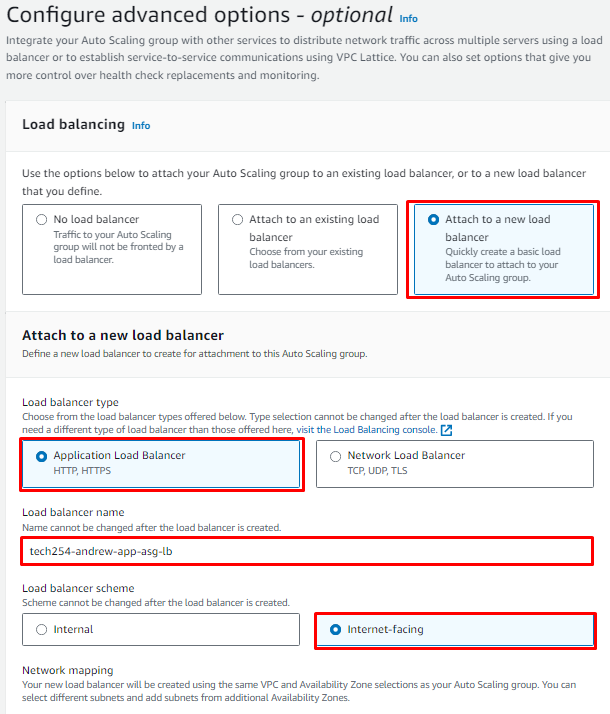 Configure advanced options - optional Info
Integrate your Auto Scaling group with other services to distribute network traffic across multiple servers using a load
balancer or to establish service-to-service communications using VPC Lattice. You can also set options that give you
more control over health check replacements and monitoring.
Load balancing Info
Use the options below to attach your Auto Scaling group to an existing load balancer, or to a new load balancer
that you define.
No load balancer
Traffic to your Auto Scaling
group will not be fronted by a
load balancer.
Attach to an existing load
balancer
Choose from your existing
load balancers.
Attach to a new load
balancer
Quickly create a basic load
balancer to attach to your
Auto Scaling group.
Attach to a new load balancer
Define a new load balancer to create for attachment to this Auto Scaling group.
Load balancer type
Choose from the load balancer types offered below. Type selection cannot be changed after the load balancer is created. If you
need a different type of load balancer than those offered here, visit the Load Balancing console.
Application Load Balancer
HTTP, HTTPS
Network Load Balancer
TCP, UDP, TLS
Load balancer name
Name cannot be changed after the load balancer is created.
tech254-andrew-app-asg-lb
Load balancer scheme
Scheme cannot be changed after the load balancer is created.
Internal
Internet-facing
Network mapping
Your new load balancer will be created using the same VPC and Availability Zone selections as your Auto Scaling group. You can
select different subnets and add subnets from additional Availability Zones.